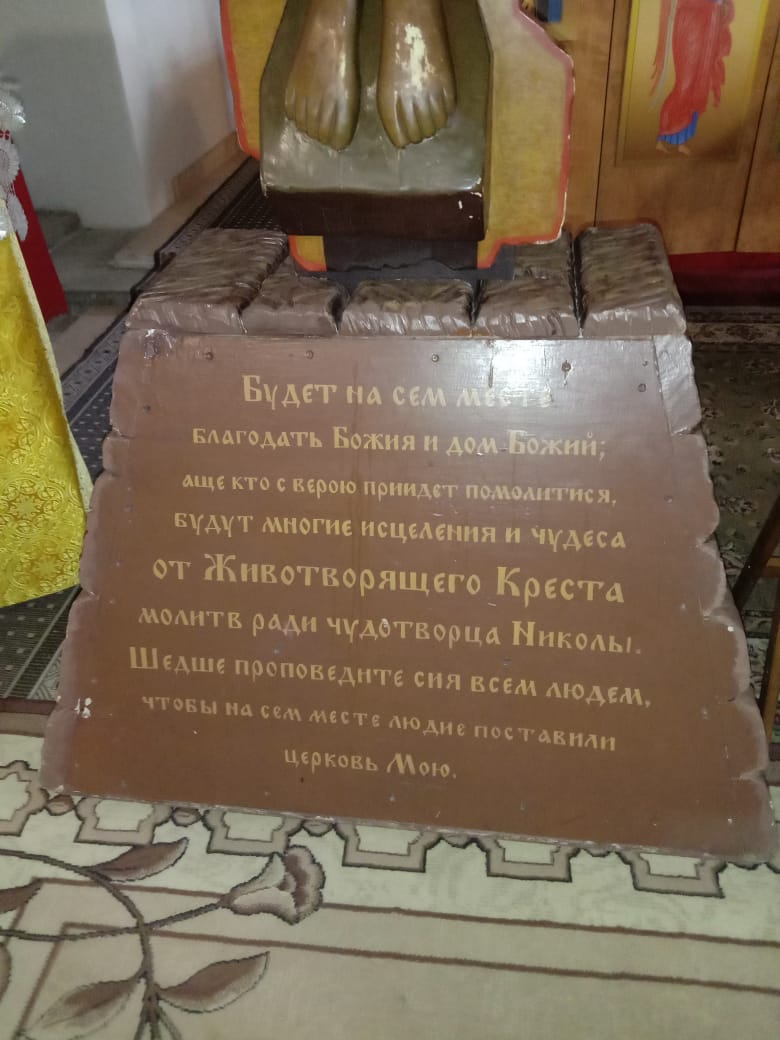 Будет на сем месте
благодать Божия и дом Божий;
аще кто с верою приидет помолитися,
будут многие исцеления и чудеса
от Животворящего Креста
молитв ради чудотворца Николы.
Шедше проповедите сия всем людем,
чтобы на сем месте людие поставили
церковь Мою.